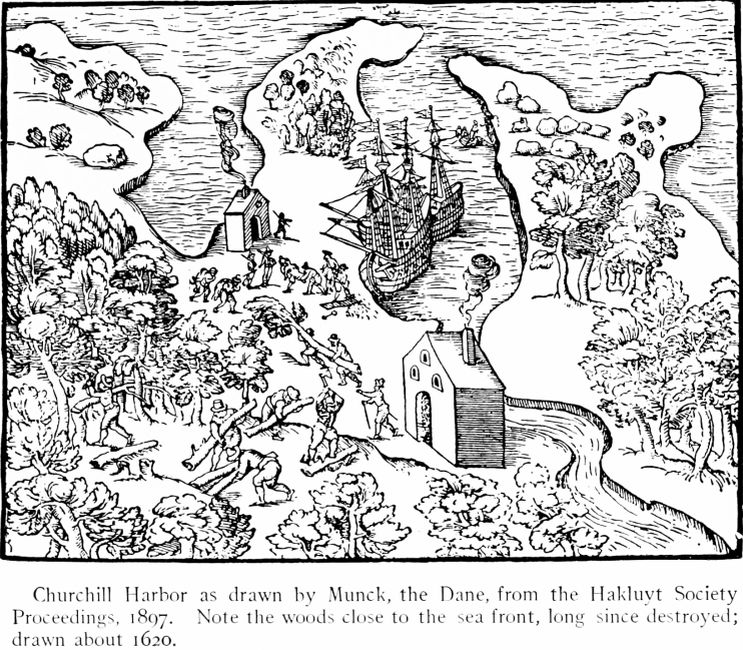 Churchill Harbor as drawn by Munck, the Dane, from the Hakluyt Society
Proceedings, 1897. Note the woods close to the sea front, long since destroyed;
drawn about 1620.